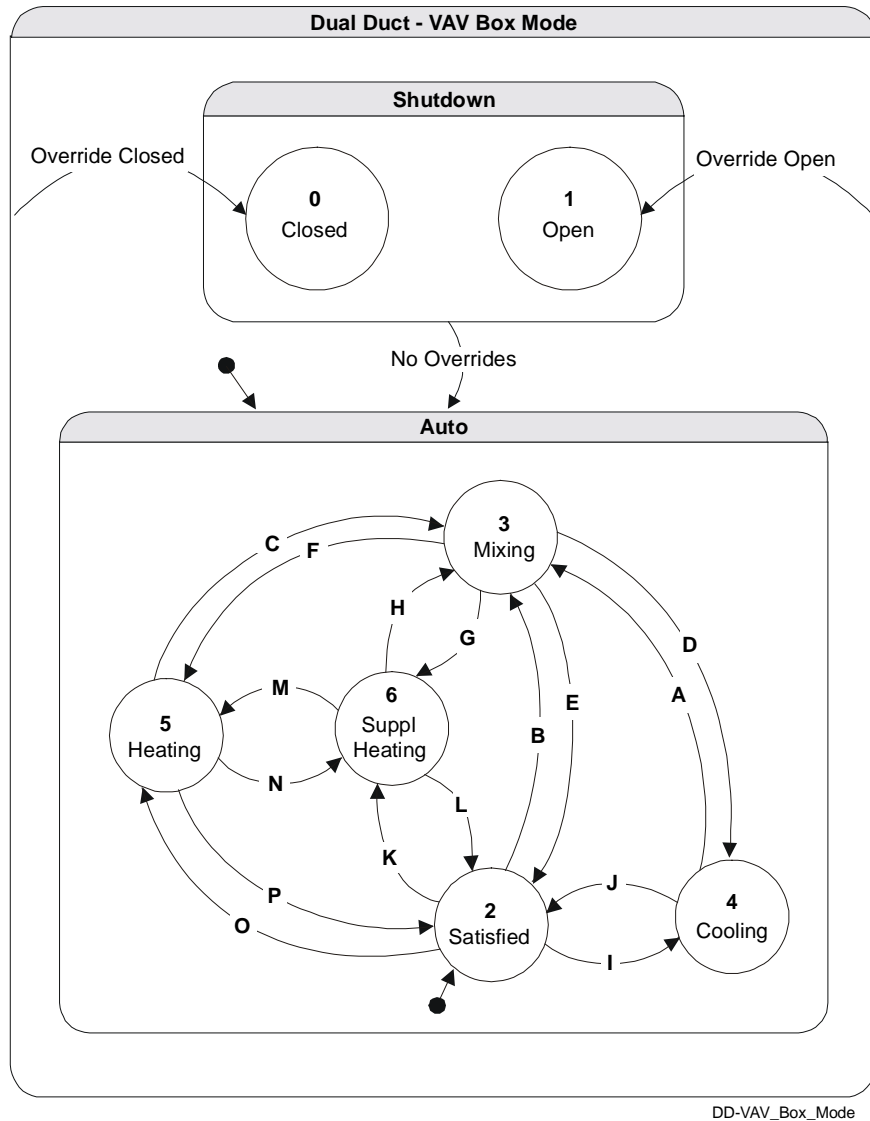 Dual Duct - VAV Box Mode
Shutdown
Override Closed
Override Open
0
Closed
1
Open
No Overrides
Auto
3
Mixing
C
F
H
G
D
A
M
6
Suppl
Heating
E
5
Heating
B
N
L
K
J
P
O
2
Satisfied
4
Cooling
I
DD-VAV_Box_Mode